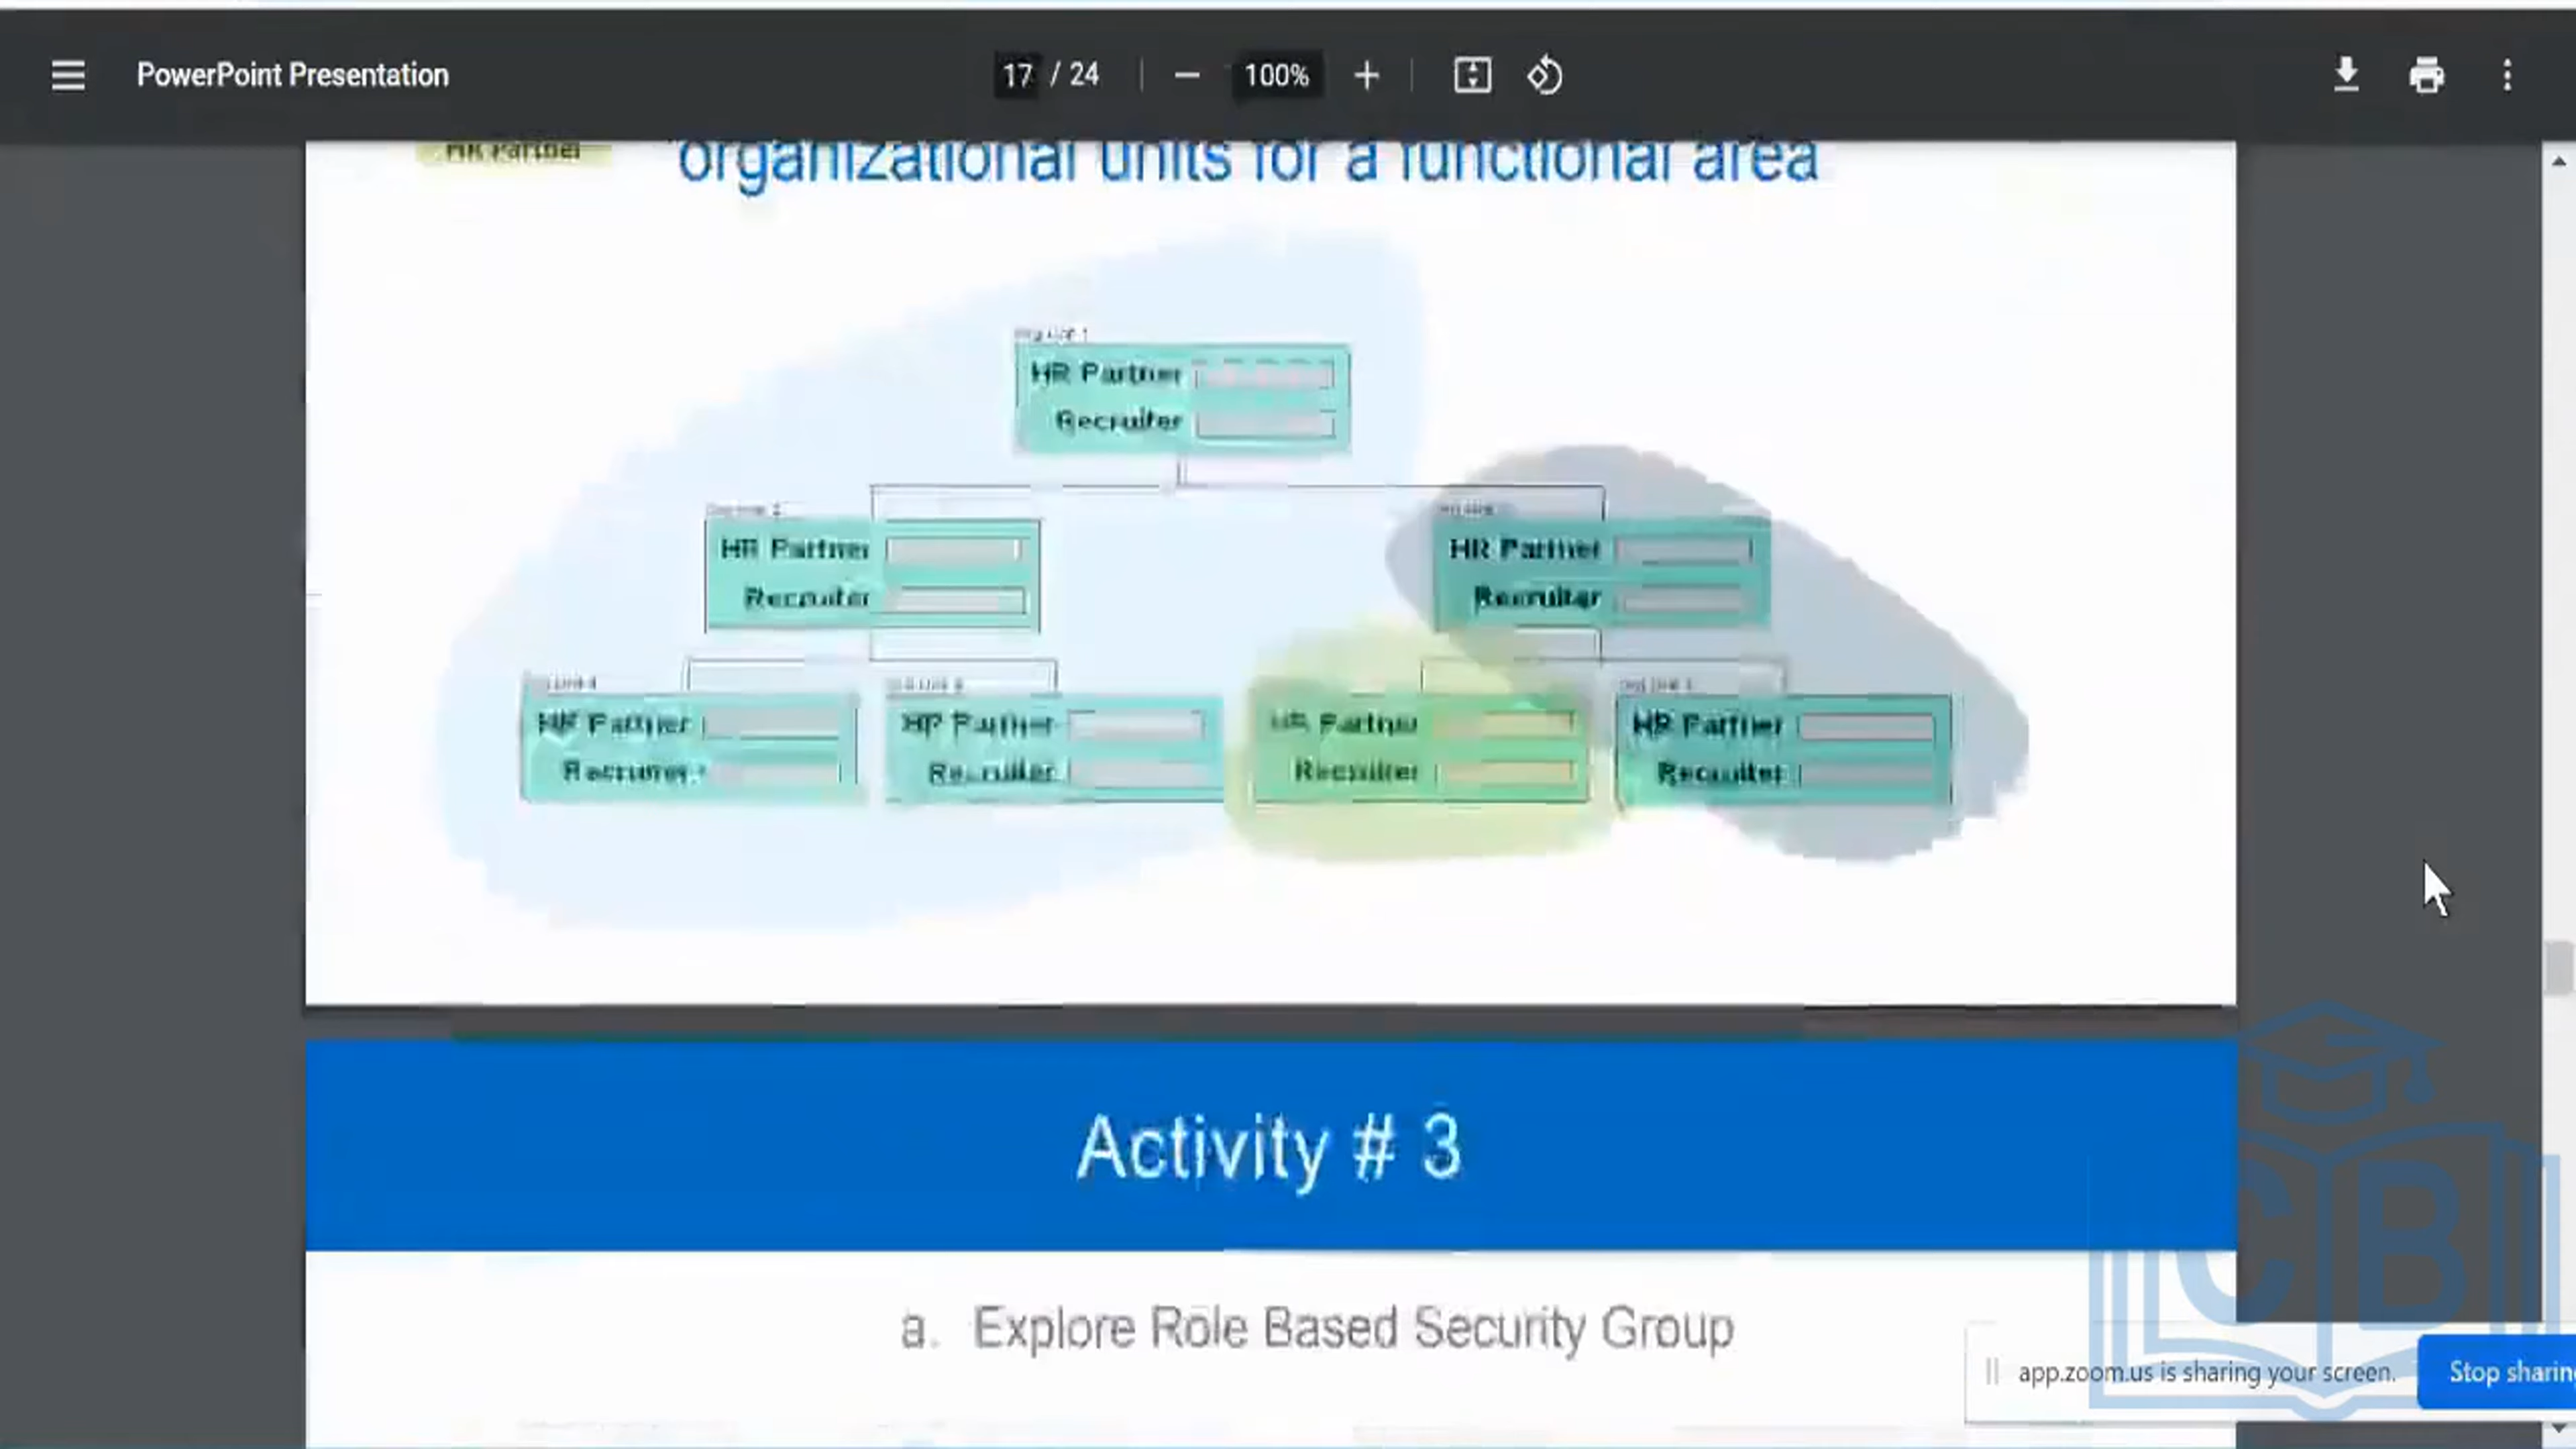 PowerPoint Presentation
17 / 24
100%
HR Partner
organizational units for a functional area
HR Partner
Recruiter
HR Partner
Recruiter
HR Partner
Recruiter
HR Partner
Recruiter
HR Partner
Recruiter
HR Partner
Recruiter
HR Partner
Recruiter
Activity # 3
a. Explore Role Based Security Group
CB
app.zoom.us is sharing your screen.
Stop sharing